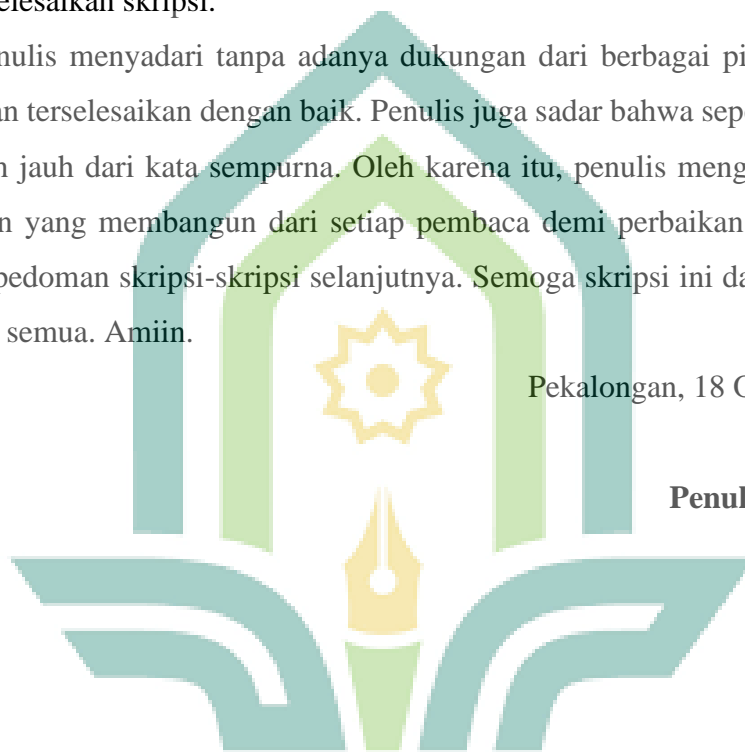 elesaikan skripsi.
nulis menyadari tanpa adanya dukungan dari berbagai pi
an terselesaikan dengan baik. Penulis juga sadar bahwa sepe
n jauh dari kata sempurna. Oleh karena itu, penulis meng
n yang membangun dari setiap pembaca demi perbaikan
pedoman skripsi-skripsi selanjutnya. Semoga skripsi ini da
semua. Amiin.
Pekalongan, 18 O
Penul